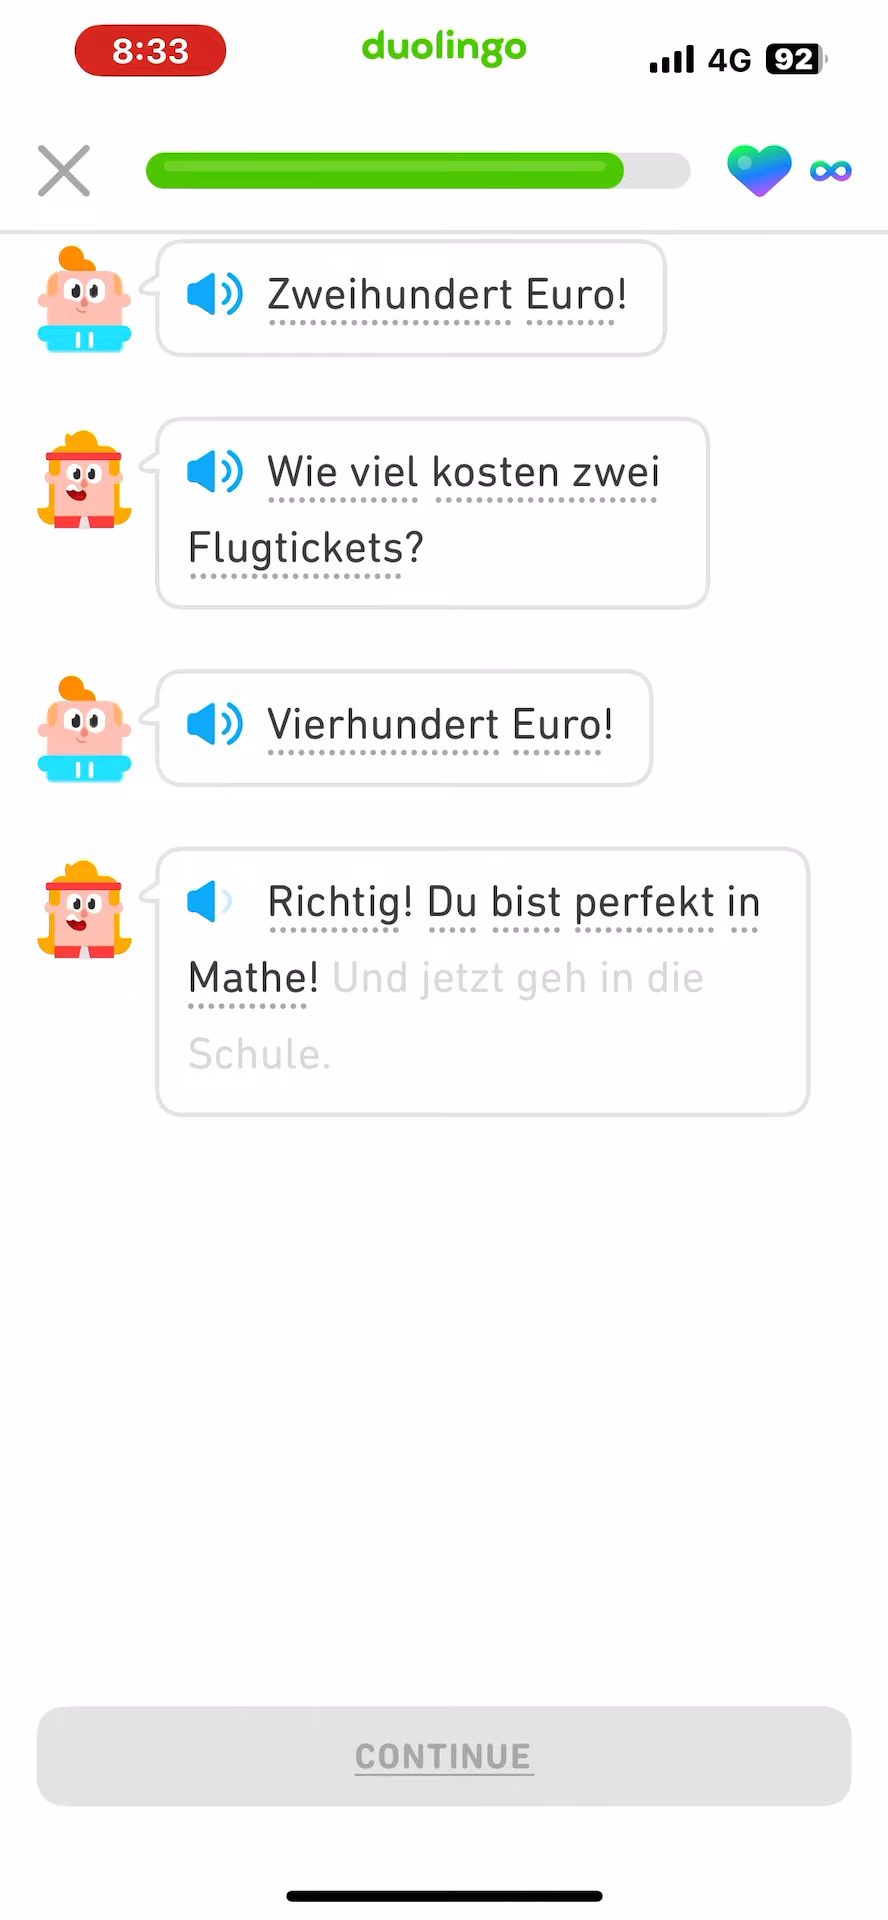 8:33 duolingo 4G 92
Zweihundert Euro!
Wie viel kosten zwei
Flugtickets?
Vierhundert Euro!
Richtig! Du bist perfekt in
Mathe! Und jetzt geh in die
Schule.
CONTINUE